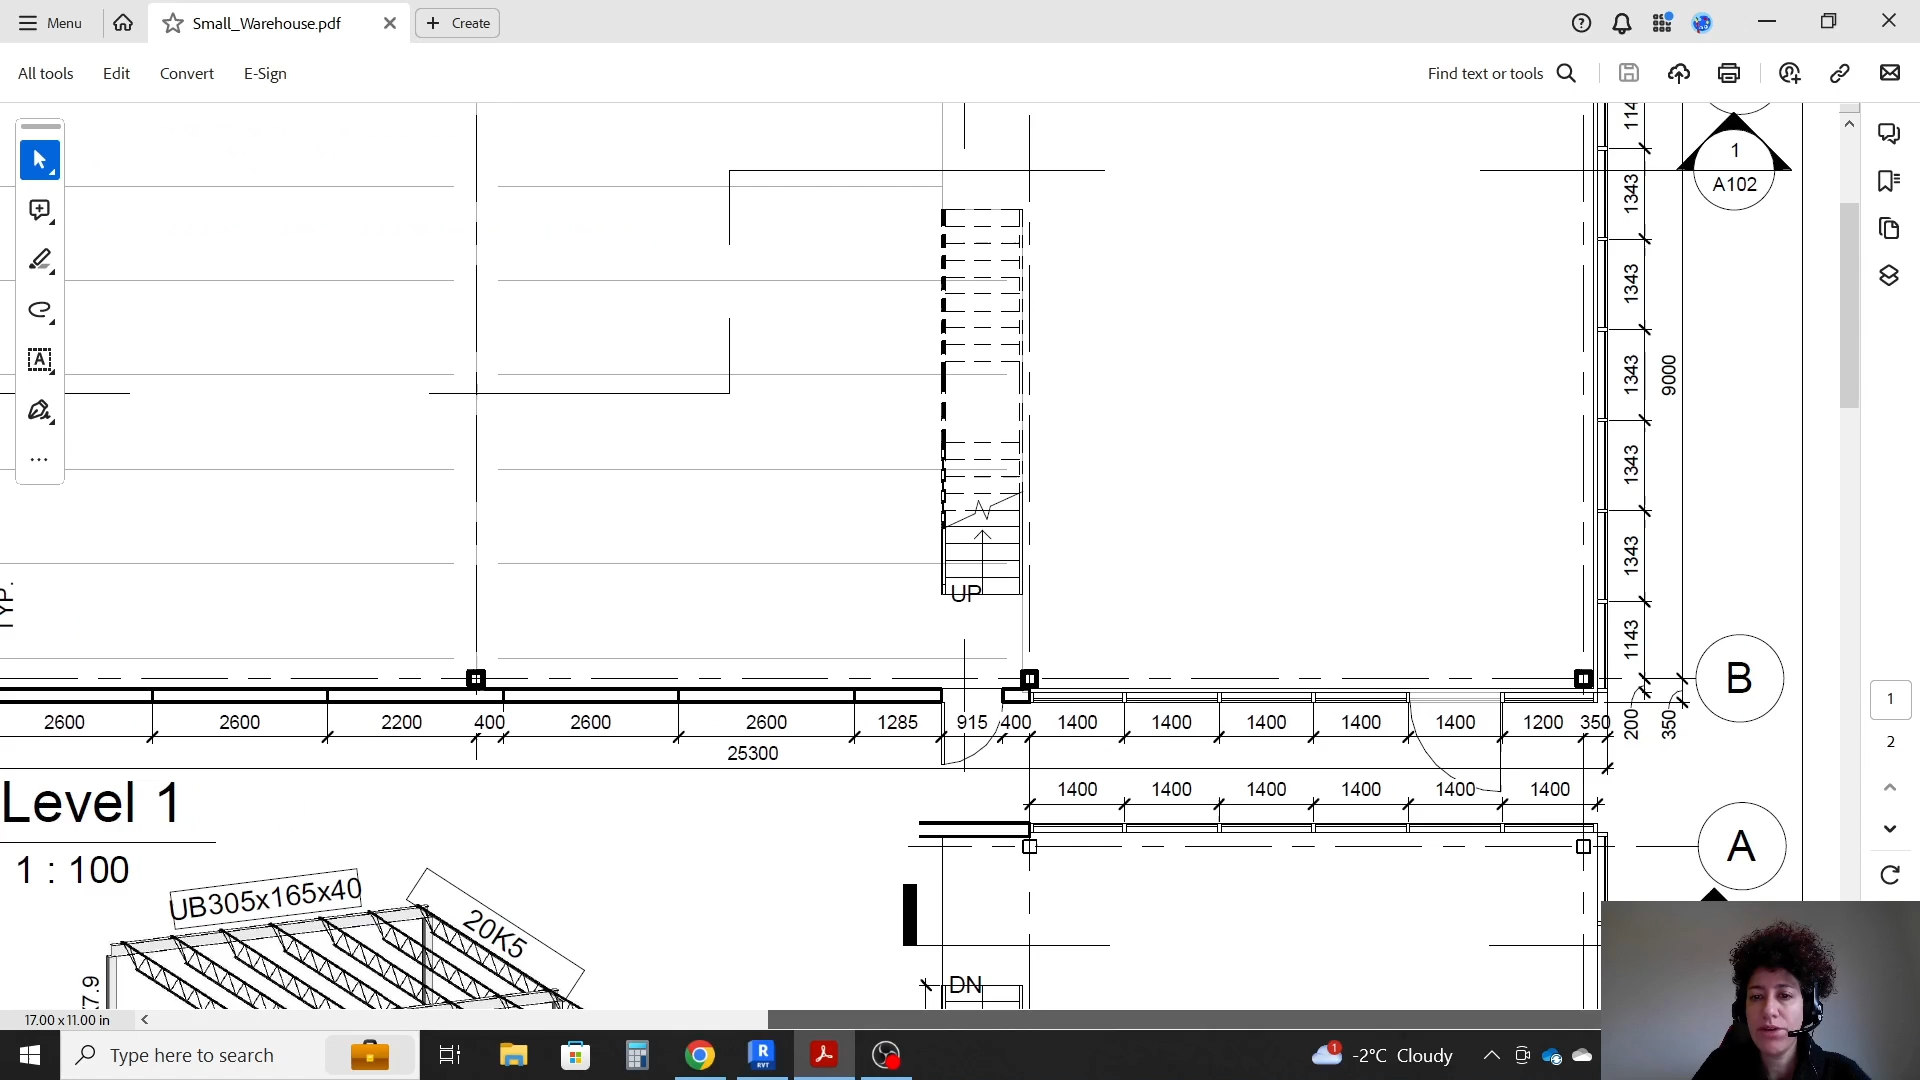 Menu
Small_Warehouse.pdf
Create
All tools
Edit
Convert
E-Sign
Find text or tools
1
A102
1343
1343
1343
1343
1343
1143
9000
200
350
UP
B
2600
2600
2200
400
2600
2600
1285
915
400
1400
1400
1400
1400
1400
1200
350
25300
1400
1400
1400
1400
1400
1400
Level 1
1 : 100
UB305x165x40
20K5
DN
A
1
2
17.00 x 11.00 in
Type here to search
-2°C Cloudy